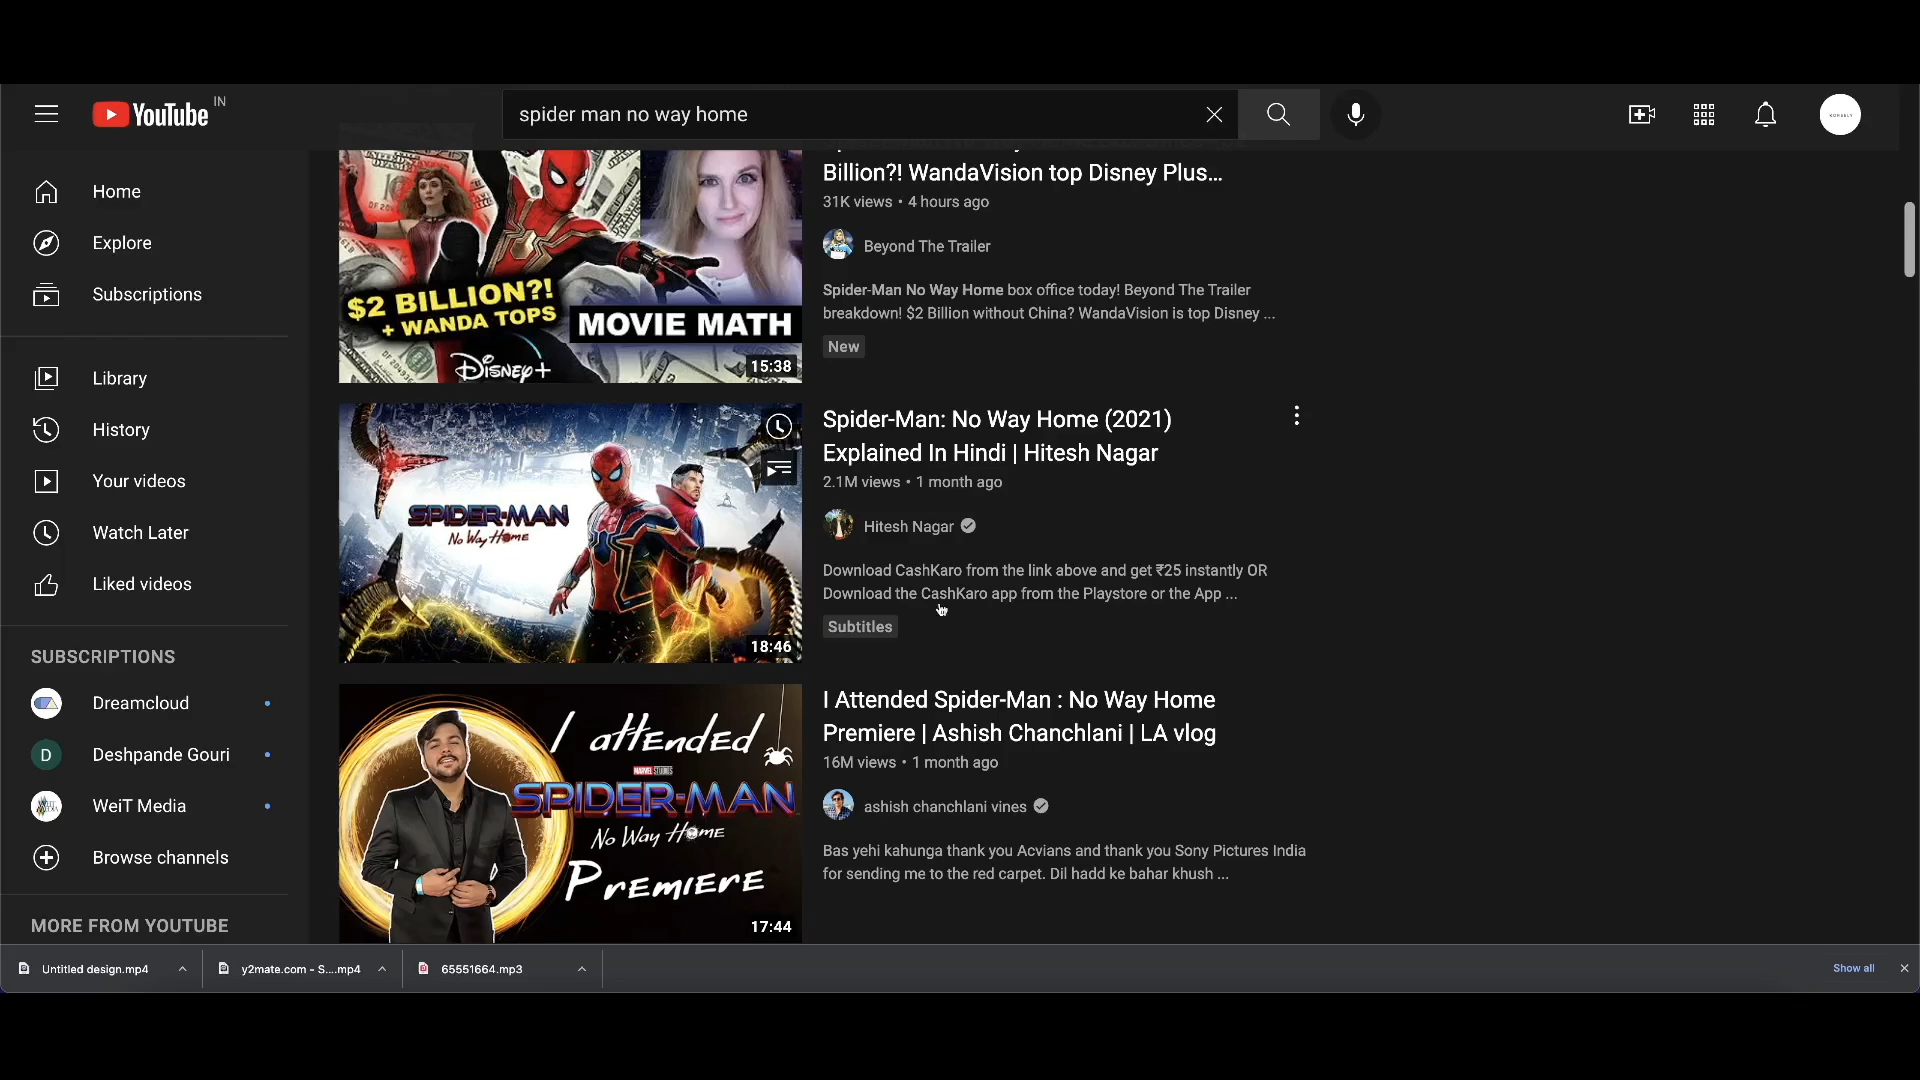 YouTube IN
spider man no way home
Home
Explore
Subscriptions
Library
History
Your videos
Watch Later
Liked videos
SUBSCRIPTIONS
Dreamcloud
D
Deshpande Gouri
WeiT Media
Browse channels
MORE FROM YOUTUBE
$2 BILLION?!
+ WANDA TOPS
MOVIE MATH
Disney+
15:38
Billion?! WandaVision top Disney Plus...
31K views • 4 hours ago
Beyond The Trailer
Spider-Man No Way Home box office today! Beyond The Trailer
breakdown! $2 Billion without China? WandaVision is top Disney ...
New
SPIDER-MAN
No Way Home
18:46
Spider-Man: No Way Home (2021)
Explained In Hindi | Hitesh Nagar
2.1M views • 1 month ago
Hitesh Nagar
Download CashKaro from the link above and get ₹25 instantly OR
Download the CashKaro app from the Playstore or the App ...
Subtitles
I attended
MARVEL STUDIOS
SPIDER-MAN
No Way Home
PREMIERE
17:44
I Attended Spider-Man : No Way Home
Premiere | Ashish Chanchlani | LA vlog
16M views • 1 month ago
ashish chanchlani vines
Bas yehi kahunga thank you Acvians and thank you Sony Pictures India
for sending me to the red carpet. Dil hadd ke bahar khush ...
Untitled design.mp4
y2mate.com - S....mp4
65551664.mp3
Show all